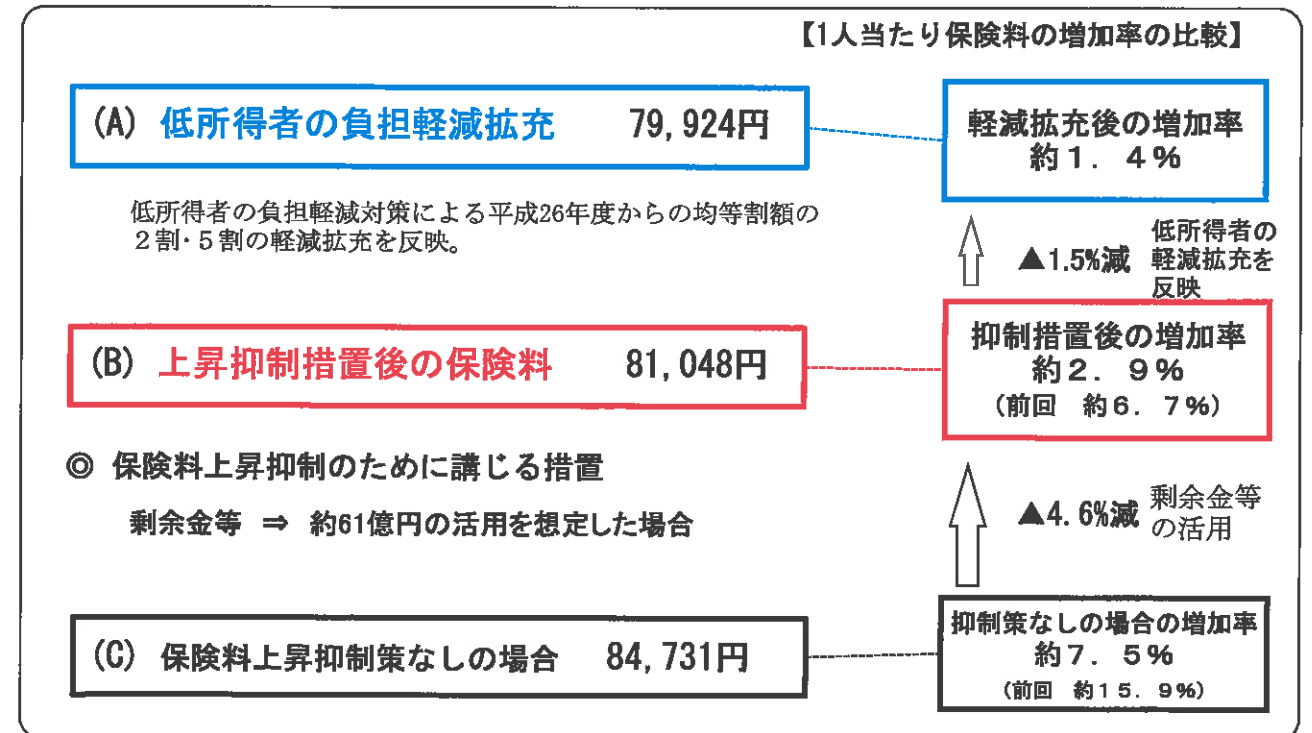 【1人当たり保険料の増加率の比較】
(A) 低所得者の負担軽減拡充 79,924円
軽減拡充後の増加率
約1.4%
低所得者の負担軽減対策による平成26年度からの均等割額の
2割・5割の軽減拡充を反映。
▲1.5%減
低所得者の
軽減拡充を
反映
(B) 上昇抑制措置後の保険料 81,048円
抑制措置後の増加率
約2.9%
(前回 約6.7%)
◎ 保険料上昇抑制のために講じる措置
剰余金等 ⇒ 約61億円の活用を想定した場合
▲4.6%減
剰余金等
の活用
(C) 保険料上昇抑制策なしの場合 84,731円
抑制策なしの場合の増加率
約7.5%
(前回 約15.9%)